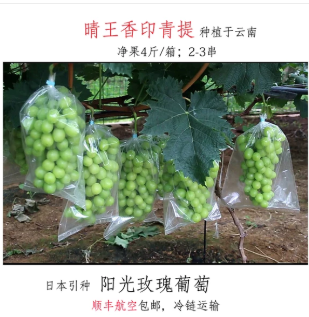 晴王香印青提 种植于云南
净果4斤/箱；2-3串
日本引种 阳光玫瑰葡萄
顺丰航空包邮，冷链运输